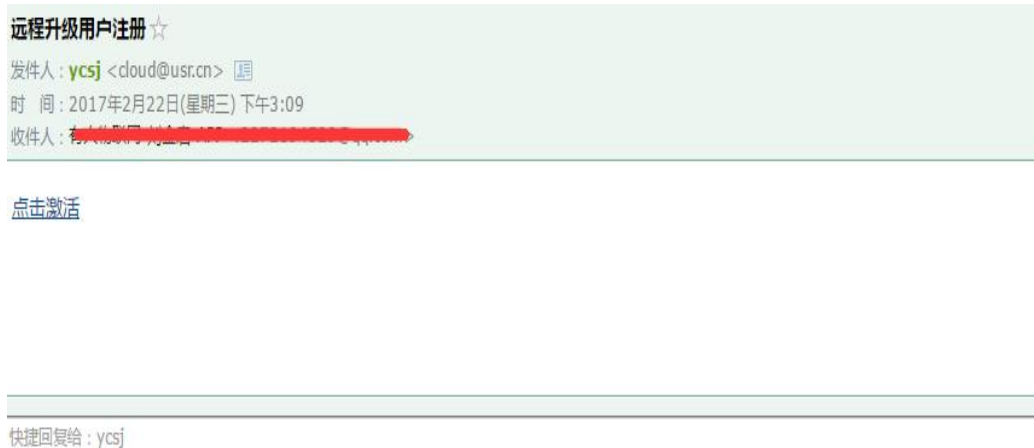 远程升级用户注册
发件人：ycsj <cloud@usr.cn>
时 间：2017年2月22日(星期三) 下午3:09
收件人：
点击激活
快捷回复给：ycsj